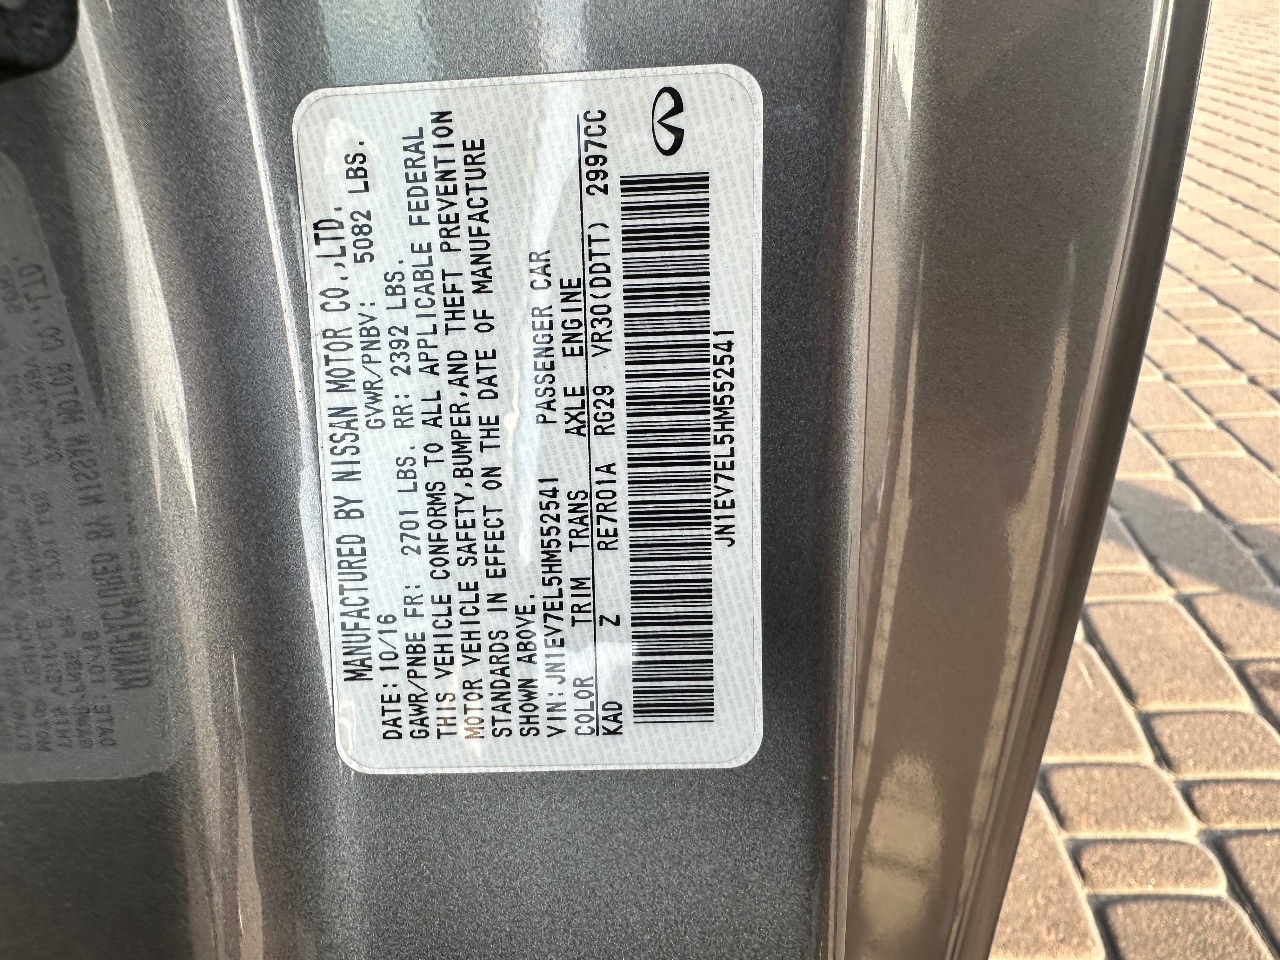 MANUFACTURED BY NISSAN MOTOR CO.,LTD.
DATE:10/16 GVWR/PNBV: 5082 LBS.
GAWR/PNBE FR: 2701 LBS. RR: 2392 LBS.
THIS VEHICLE CONFORMS TO ALL APPLICABLE FEDERAL
MOTOR VEHICLE SAFETY,BUMPER,AND THEFT PREVENTION
STANDARDS IN EFFECT ON THE DATE OF MANUFACTURE
SHOWN ABOVE.
VIN:JN1EV7EL5HM552541 PASSENGER CAR
COLOR TRIM TRANS AXLE ENGINE
KAD Z RE7R01A RG29 VR30(DDTT) 2997CC
JN1EV7EL5HM552541